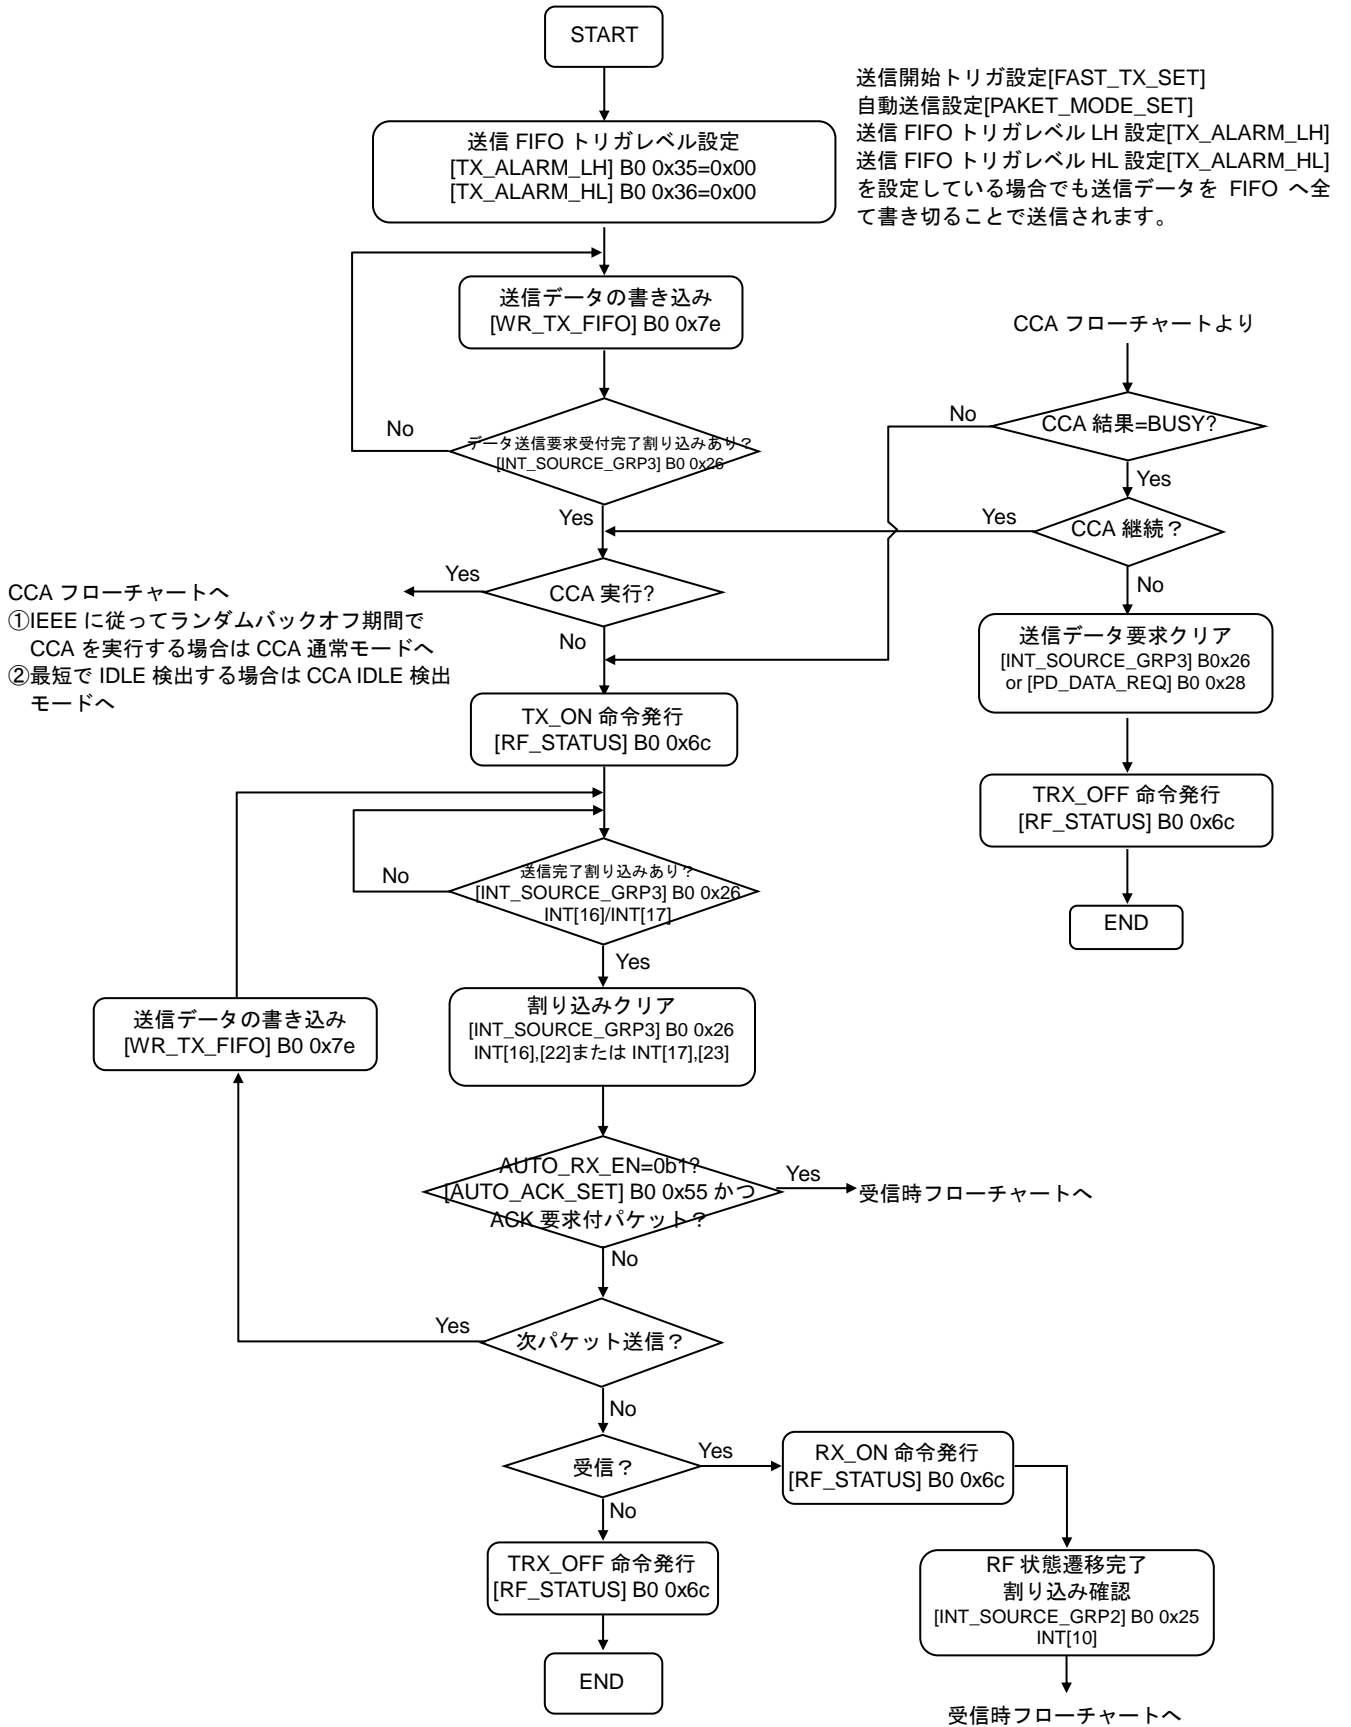 START
送信開始トリガ設定[FAST_TX_SET]
自動送信設定[PAKET_MODE_SET]
送信 FIFO トリガレベル LH 設定[TX_ALARM_LH]
送信 FIFO トリガレベル HL 設定[TX_ALARM_HL]
を設定している場合でも送信データを FIFO へ全
て書き切ることで送信されます。
送信 FIFO トリガレベル設定
[TX_ALARM_LH] B0 0x35=0x00
[TX_ALARM_HL] B0 0x36=0x00
送信データの書き込み
[WR_TX_FIFO] B0 0x7e
No
データ送信要求受付完了割り込みあり?
[INT_SOURCE_GRP3] B0 0x26
Yes
CCA フローチャートより
CCA 結果=BUSY?
No
Yes
CCA 継続?
Yes
No
送信データ要求クリア
[INT_SOURCE_GRP3] B0x26
or [PD_DATA_REQ] B0 0x28
TRX_OFF 命令発行
[RF_STATUS] B0 0x6c
END
CCA 実行?
Yes
No
CCA フローチャートへ
①IEEE に従ってランダムバックオフ期間で
CCA を実行する場合は CCA 通常モードへ
②最短で IDLE 検出する場合は CCA IDLE 検出
モードへ
TX_ON 命令発行
[RF_STATUS] B0 0x6c
No
送信完了割り込みあり?
[INT_SOURCE_GRP3] B0 0x26
INT[16]/INT[17]
Yes
送信データの書き込み
[WR_TX_FIFO] B0 0x7e
割り込みクリア
[INT_SOURCE_GRP3] B0 0x26
INT[16],[22]または INT[17],[23]
AUTO_RX_EN=0b1?
[AUTO_ACK_SET] B0 0x55 かつ
ACK 要求付パケット?
Yes
受信時フローチャートへ
No
Yes
次パケット送信?
No
受信?
Yes
RX_ON 命令発行
[RF_STATUS] B0 0x6c
No
TRX_OFF 命令発行
[RF_STATUS] B0 0x6c
RF 状態遷移完了
割り込み確認
[INT_SOURCE_GRP2] B0 0x25
INT[10]
END
受信時フローチャートへ